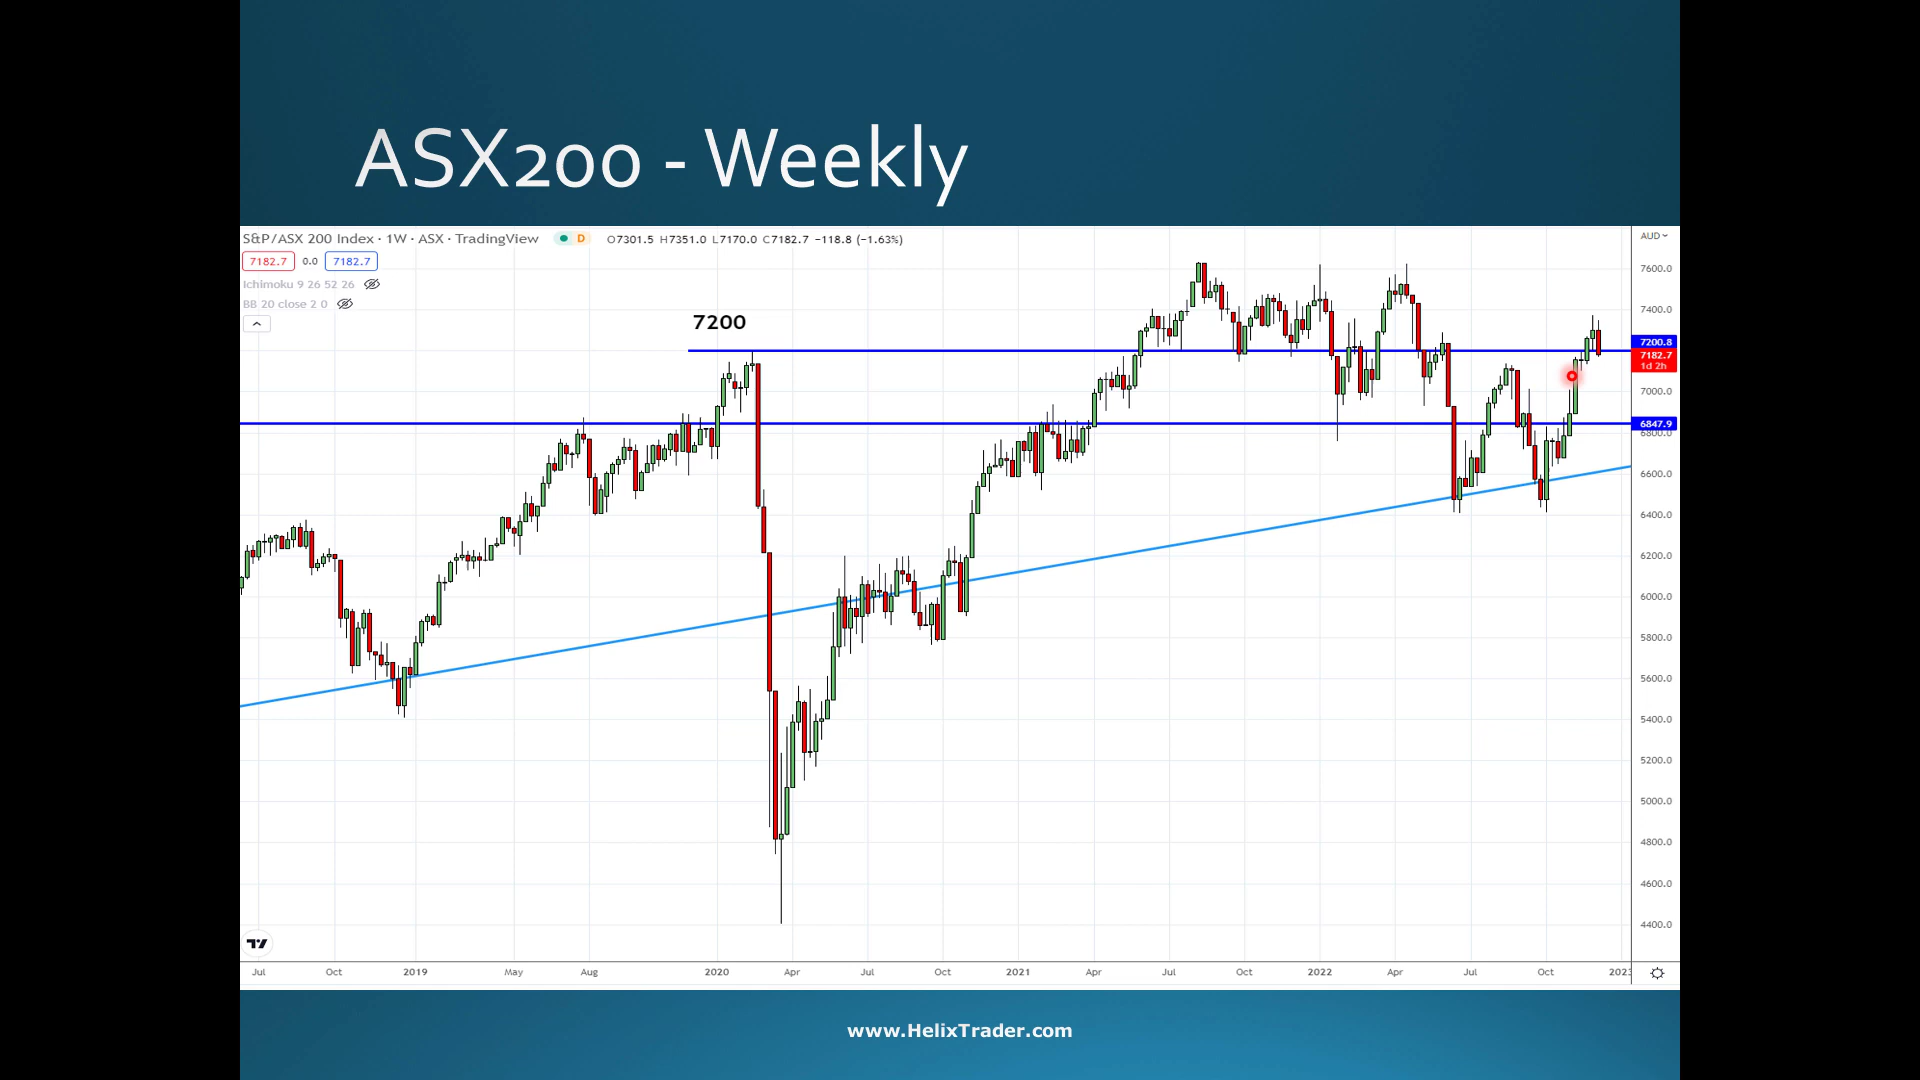 ASX200 - Weekly
S&P/ASX 200 Index · 1W · ASX · TradingView D O7301.5 H7351.0 L7170.0 C7182.7 −118.8 (−1.63%)
AUD
7182.7 0.0 7182.7
Ichimoku 9 26 52 26
BB 20 close 2 0
7200
7600.0
7400.0
7200.8
7182.7
1d 2h
7000.0
6847.9
6800.0
6600.0
6400.0
6200.0
6000.0
5800.0
5600.0
5400.0
5200.0
5000.0
4800.0
4600.0
4400.0
Jul Oct 2019 May Aug 2020 Apr Jul Oct 2021 Apr Jul Oct 2022 Apr Jul Oct 2023
www.HelixTrader.com